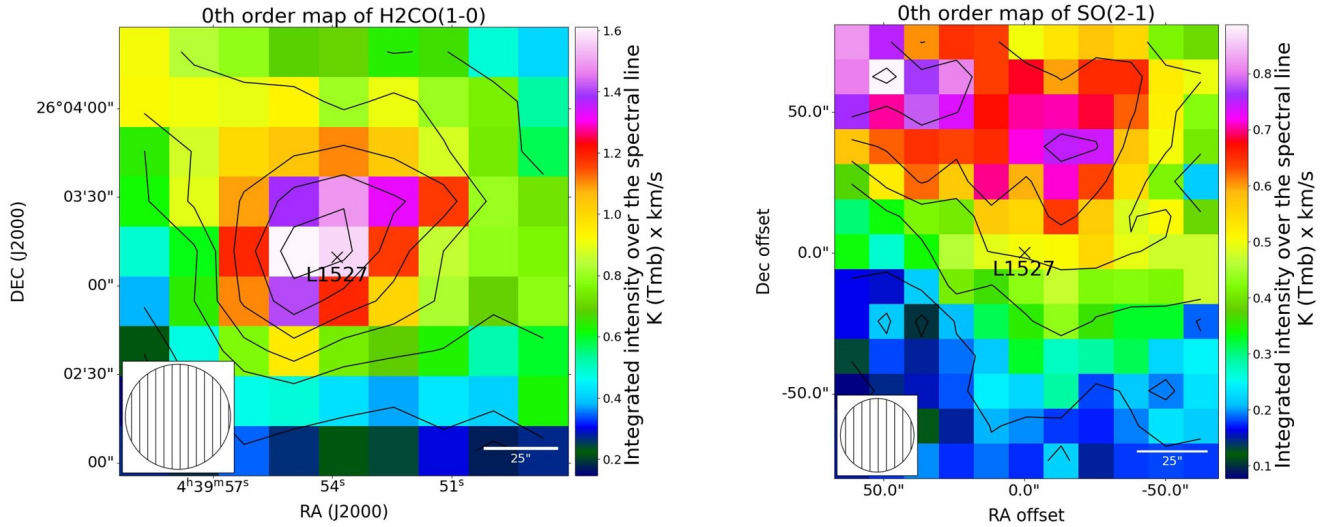 0th order map of H2CO(1-0)
DEC (J2000)
26°04'00"
03'30"
00"
02'30"
00"
L1527
25"
4ʰ39ᵐ57ˢ
54ˢ
51ˢ
RA (J2000)
1.6
1.4
1.2
1.0
0.8
0.6
0.4
0.2
Integrated intensity over the spectral line
K (Tmb) x km/s
0th order map of SO(2-1)
Dec offset
50.0"
0.0"
-50.0"
L1527
25"
50.0"
0.0"
-50.0"
RA offset
0.8
0.7
0.6
0.5
0.4
0.3
0.2
0.1
Integrated intensity over the spectral line
K (Tmb) x km/s